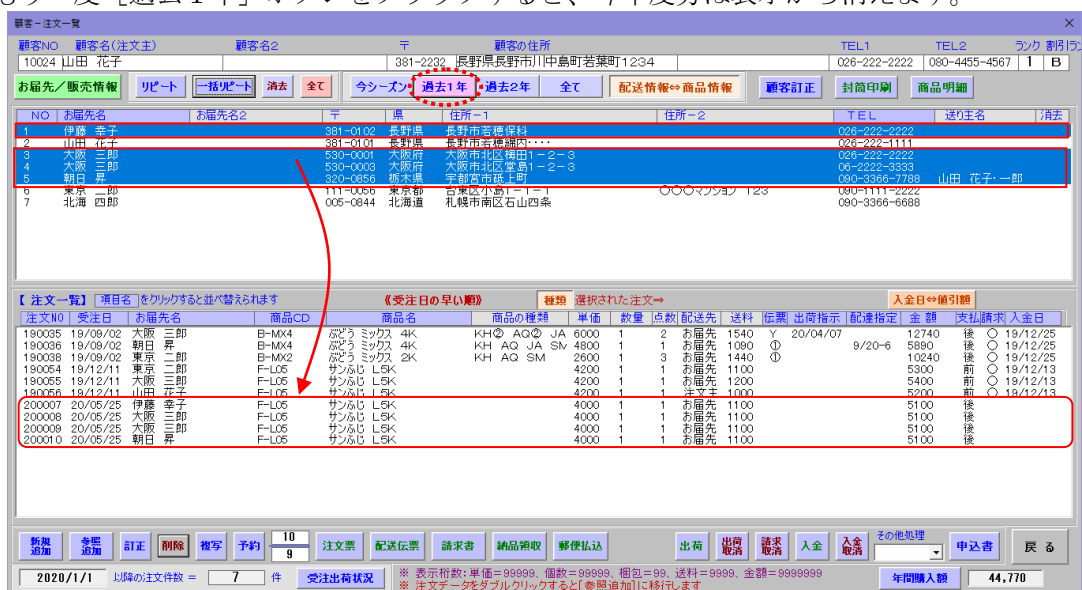 もう一度［過去１年］ボタンをクリックすると、今年度分は表示から消えます。
顧客－注文一覧 ×
顧客NO 顧客名(注文主) 顧客名2 〒 顧客の住所 TEL1 TEL2 ランク 割引ラン
10024 山田 花子 381-2232 長野県長野市川中島町若葉町1234 026-222-2222 080-4455-4567 1 B
お届先／販売情報 リピート 一括リピート 消去 全て 今シーズン 過去1年 過去2年 全て 配送情報⇔商品情報 顧客訂正 封筒印刷 商品明細
NO お届先名 お届先名2 〒 県 住所－1 住所－2 TEL 送り主名 消去
1 伊藤 幸子 381-0102 長野県 長野市若穂保科 026-222-2222
2 山田 花子 381-0101 長野県 長野市若穂綿内・・・・ 026-222-1111
3 大阪 三郎 530-0001 大阪府 大阪市北区梅田1－2－3 026-222-2222
4 大阪 三郎 530-0003 大阪府 大阪市北区堂島1－2－3 06-2222-3333
5 朝日 昇 320-0856 栃木県 宇都宮市砥上町 090-3366-7788 山田 花子・一郎
6 東京 二郎 111-0056 東京都 台東区小島1－1－1 〇〇〇マンション 123 090-1111-2222
7 北海 四郎 005-0844 北海道 札幌市南区石山四条 090-3366-6688
【 注文一覧】 項目名 をクリックすると並べ替えられます 《受注日の早い順》 種類 選択された注文⇒ 入金日⇔値引額
注文NO 受注日 お届先名 商品CD 商品名 商品の種類 単価 数量 点数 配送先 送料 伝票 出荷指示 配達指定 金 額 支払 請求 入金日
190035 19/09/02 大阪 三郎 B-MX4 ぶどう ミックス 4K KH② AQ② JA 6000 1 2 お届先 1540 Y 20/04/07 12740 後 〇 19/12/25
190036 19/09/02 朝日 昇 B-MX4 ぶどう ミックス 4K KH AQ JA SM 4800 1 1 お届先 1090 ① 9/20-6 5890 後 〇 19/12/25
190038 19/09/02 東京 二郎 B-MX2 ぶどう ミックス 2K KH AQ SM 2600 1 3 お届先 1440 ① 10240 後 〇 19/12/25
190054 19/12/11 東京 二郎 F-L05 サンふじ L5K 4200 1 1 お届先 1100 5300 前 〇 19/12/13
190055 19/12/11 大阪 三郎 F-L05 サンふじ L5K 4200 1 1 お届先 1200 5400 前 〇 19/12/13
190056 19/12/11 山田 花子 F-L05 サンふじ L5K 4200 1 1 注文主 1000 5200 前 〇 19/12/13
200007 20/05/25 伊藤 幸子 F-L05 サンふじ L5K 4000 1 1 お届先 1100 5100 後
200008 20/05/25 大阪 三郎 F-L05 サンふじ L5K 4000 1 1 お届先 1100 5100 後
200009 20/05/25 大阪 三郎 F-L05 サンふじ L5K 4000 1 1 お届先 1100 5100 後
200010 20/05/25 朝日 昇 F-L05 サンふじ L5K 4000 1 1 お届先 1100 5100 後
新規追加 参照追加 訂正 削除 複写 予約 10 9 注文票 配送伝票 請求書 納品領収 郵便払込 出荷 出荷取消 請求取消 入金 入金取消 その他処理 申込書 戻 る
2020/1/1 以降の注文件数 ＝ 7 件 受注出荷状況 ※ 表示桁数：単価=99999、個数=99999、梱包=99、送料=9999、金額=9999999 年間購入額 44,770
※ 注文データをダブルクリックすると[参照追加]に移行します